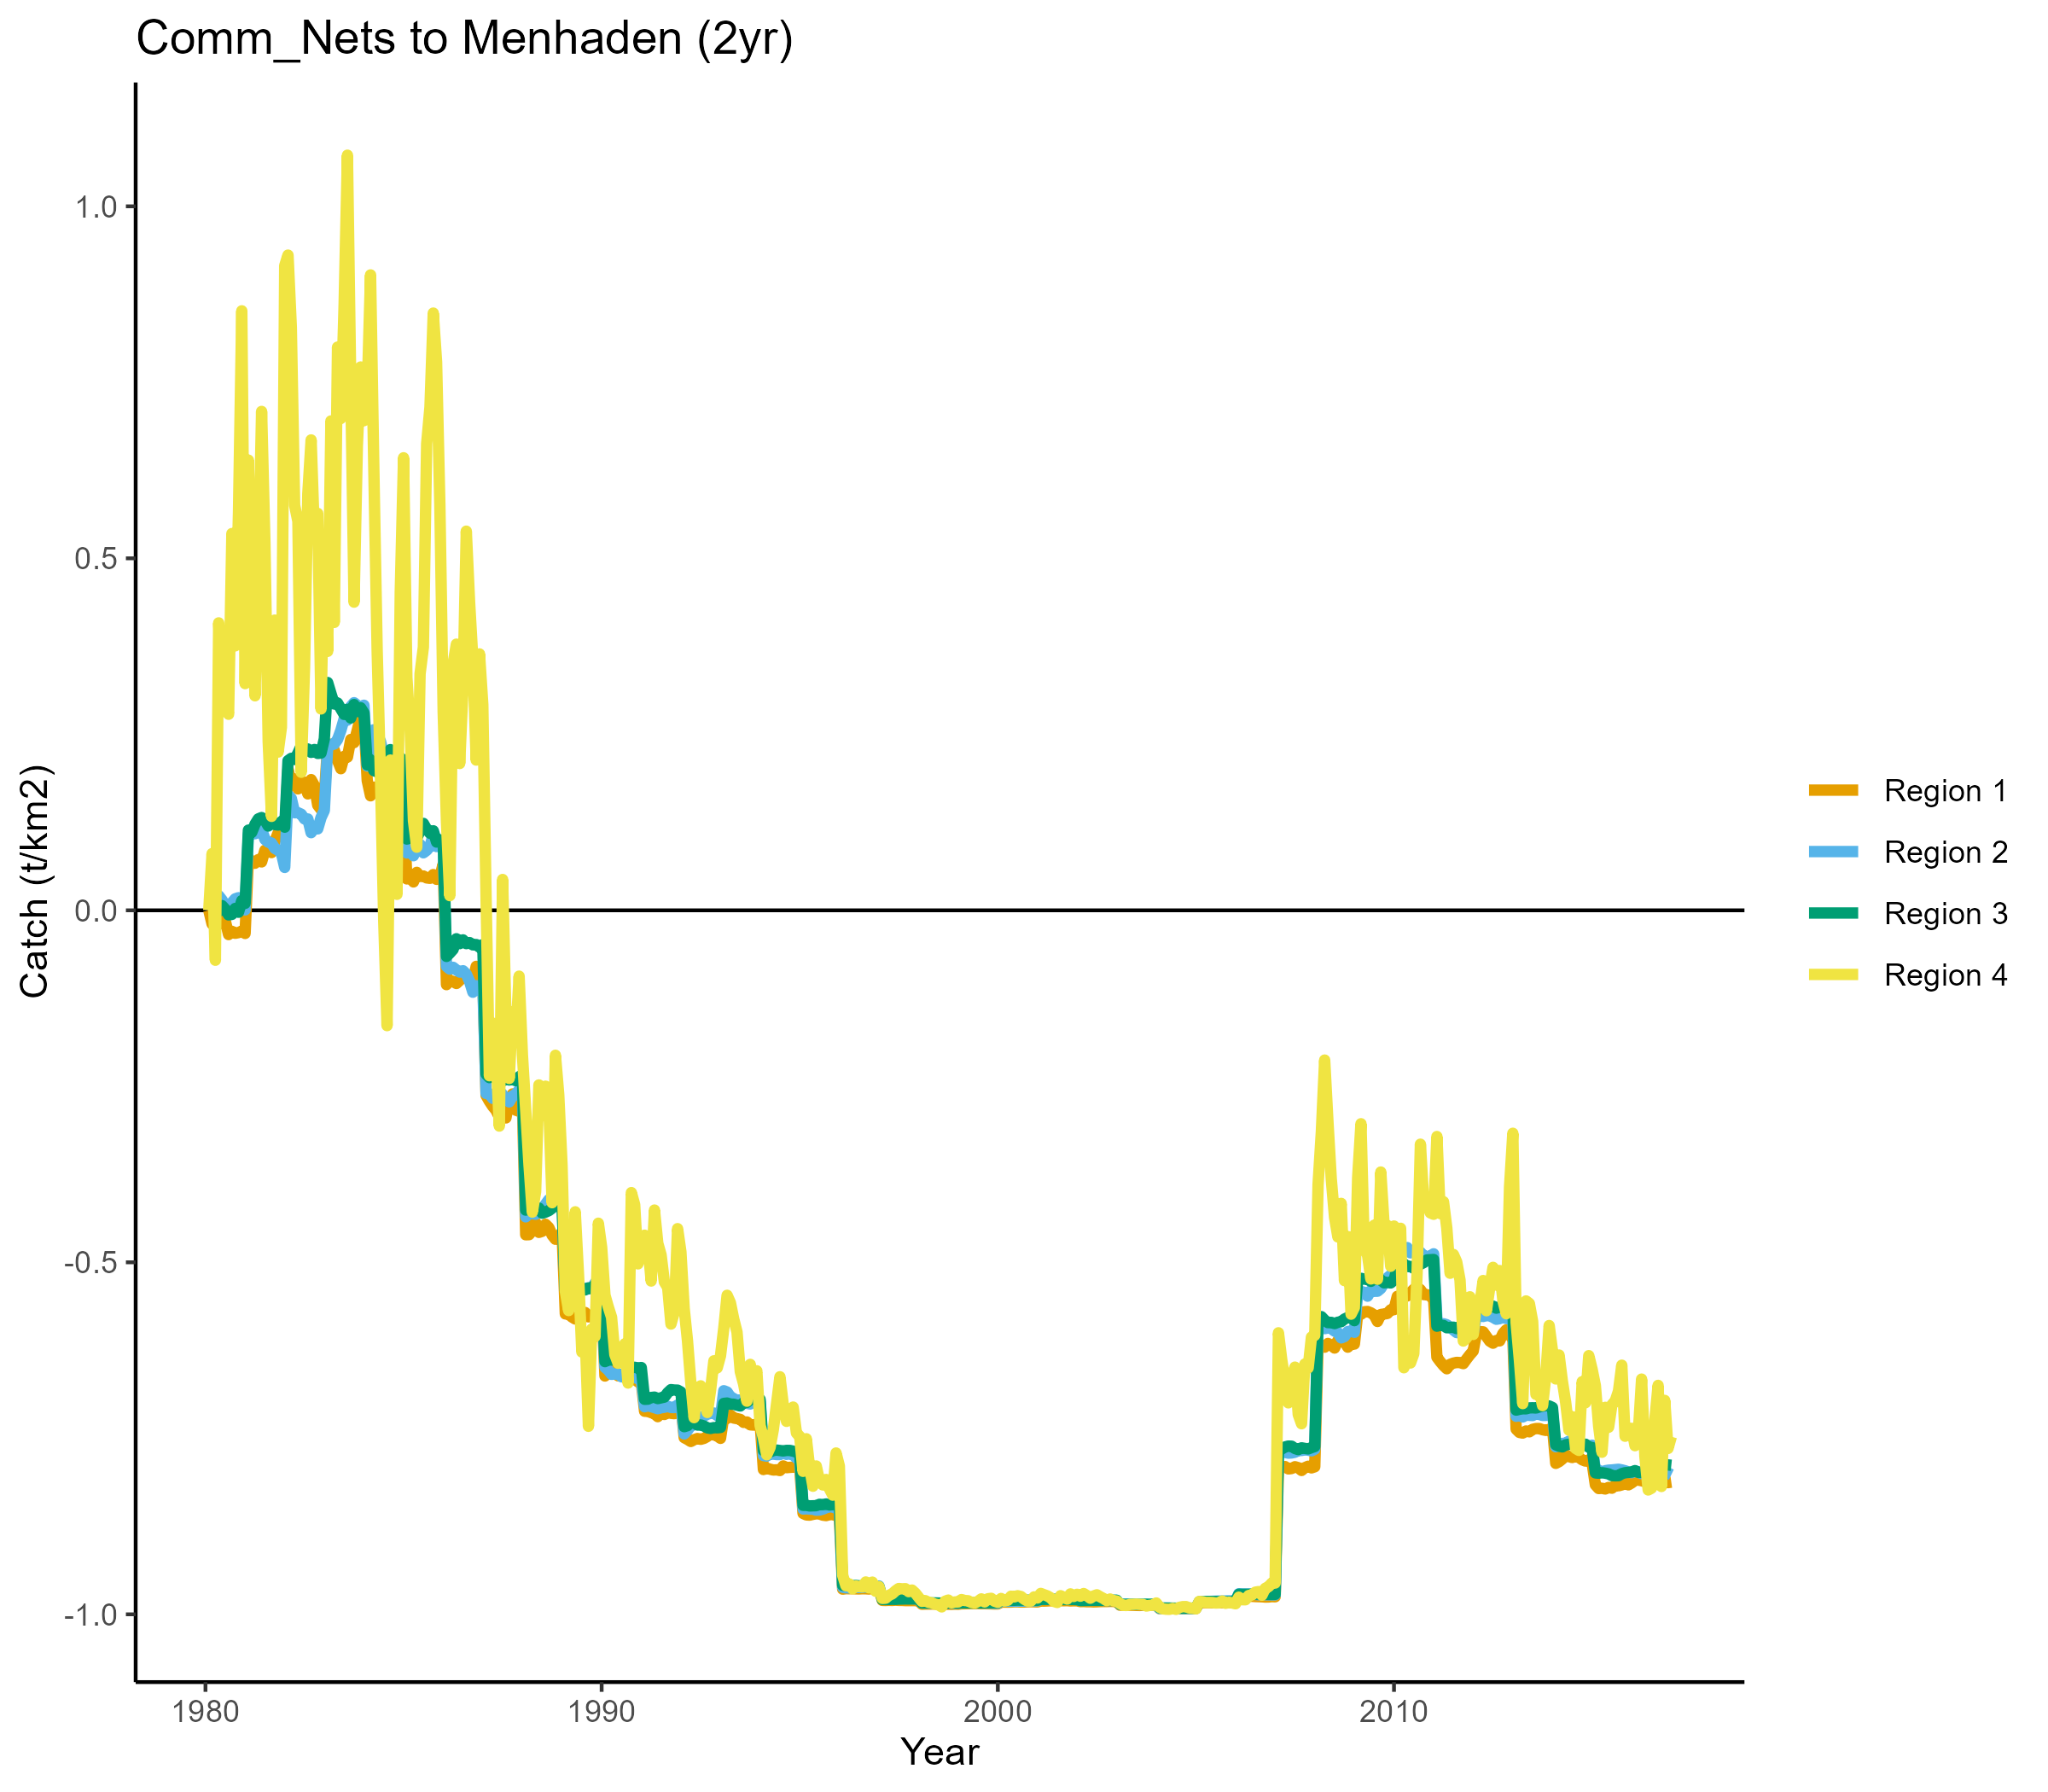 Comm_Nets to Menhaden (2yr)
Catch (t/km2)
1.0
0.5
0.0
-0.5
-1.0
1980
1990
2000
2010
Year
Region 1
Region 2
Region 3
Region 4